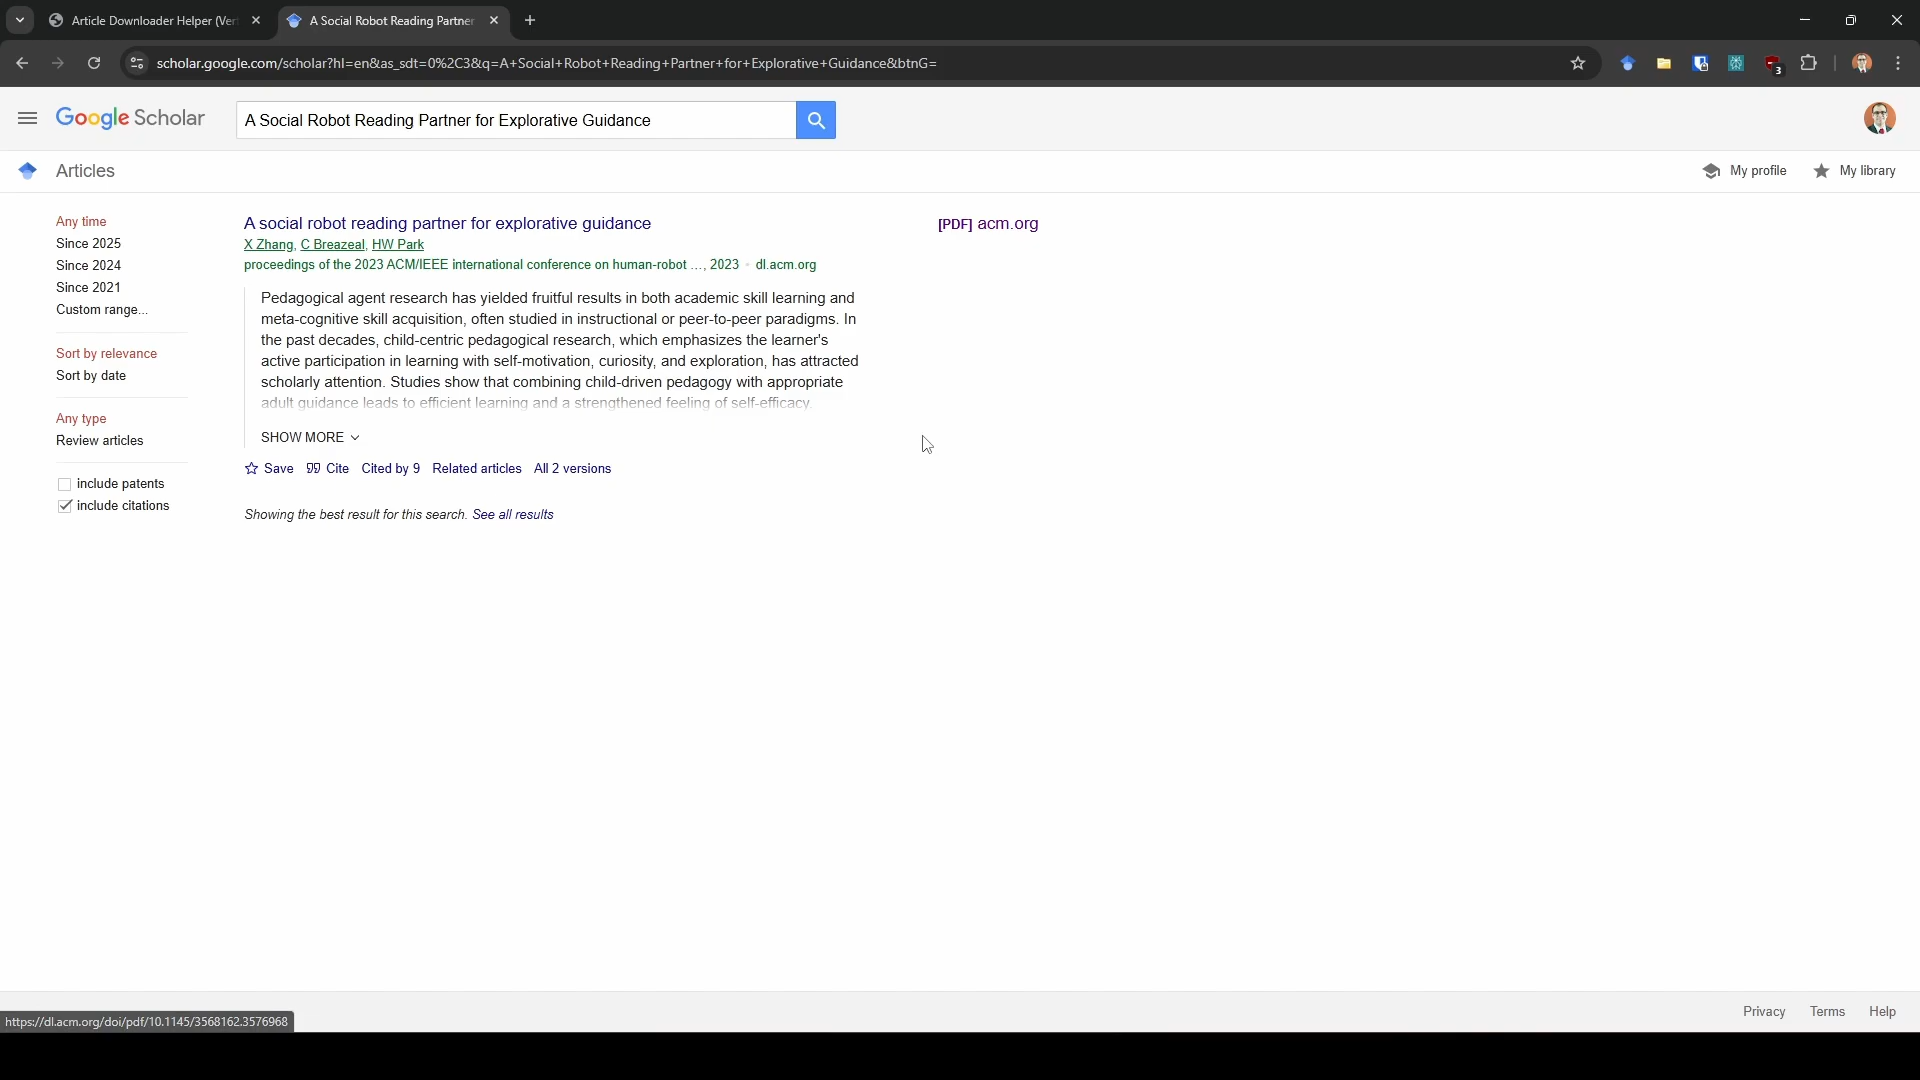 Article Downloader Helper (Ver
A Social Robot Reading Partner
scholar.google.com/scholar?hl=en&as_sdt=0%2C3&q=A+Social+Robot+Reading+Partner+for+Explorative+Guidance&btnG=
3
Google Scholar
A Social Robot Reading Partner for Explorative Guidance
Articles
My profile
My library
Any time
Since 2025
Since 2024
Since 2021
Custom range...
Sort by relevance
Sort by date
Any type
Review articles
include patents
include citations
A social robot reading partner for explorative guidance
[PDF] acm.org
X Zhang, C Breazeal, HW Park
proceedings of the 2023 ACM/IEEE international conference on human-robot …, 2023 • dl.acm.org
Pedagogical agent research has yielded fruitful results in both academic skill learning and
meta-cognitive skill acquisition, often studied in instructional or peer-to-peer paradigms. In
the past decades, child-centric pedagogical research, which emphasizes the learner's
active participation in learning with self-motivation, curiosity, and exploration, has attracted
scholarly attention. Studies show that combining child-driven pedagogy with appropriate
adult guidance leads to efficient learning and a strengthened feeling of self-efficacy.
SHOW MORE
Save Cite Cited by 9 Related articles All 2 versions
Showing the best result for this search. See all results
Privacy Terms Help
https://dl.acm.org/doi/pdf/10.1145/3568162.3576968